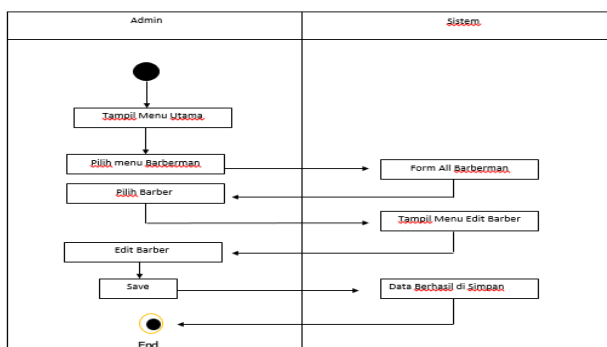 Admin
Sistem
Tampil Menu Utama
Pilih menu Barberman
Form All Barberman
Pilih Barber
Tampil Menu Edit Barber
Edit Barber
Save
Data Berhasil di Simpan
End